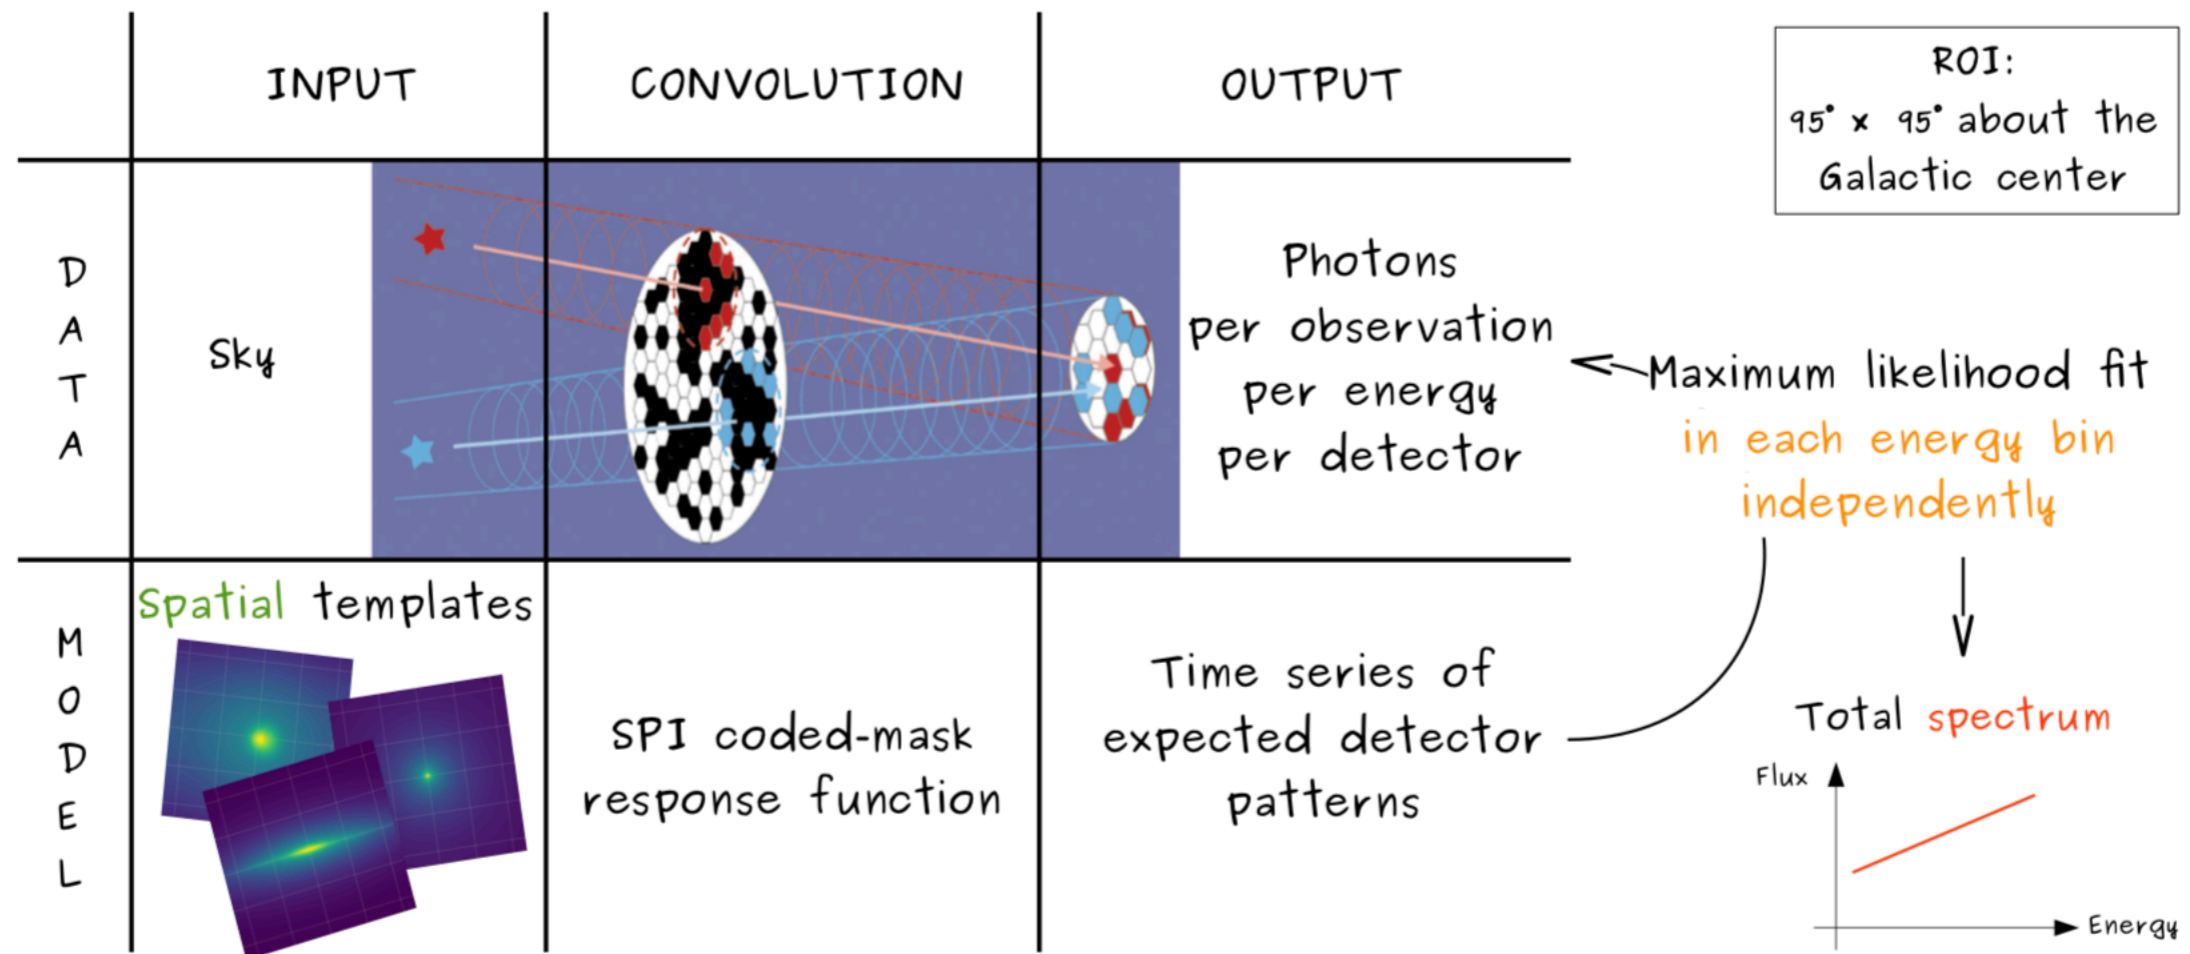 INPUT
CONVOLUTION
OUTPUT
ROI:
95° x 95° about the
Galactic center
DATA
Sky
Photons
per observation
per energy
per detector
Maximum likelihood fit
in each energy bin
independently
MODEL
Spatial templates
SPI coded-mask
response function
Time series of
expected detector
patterns
Total spectrum
Flux
Energy